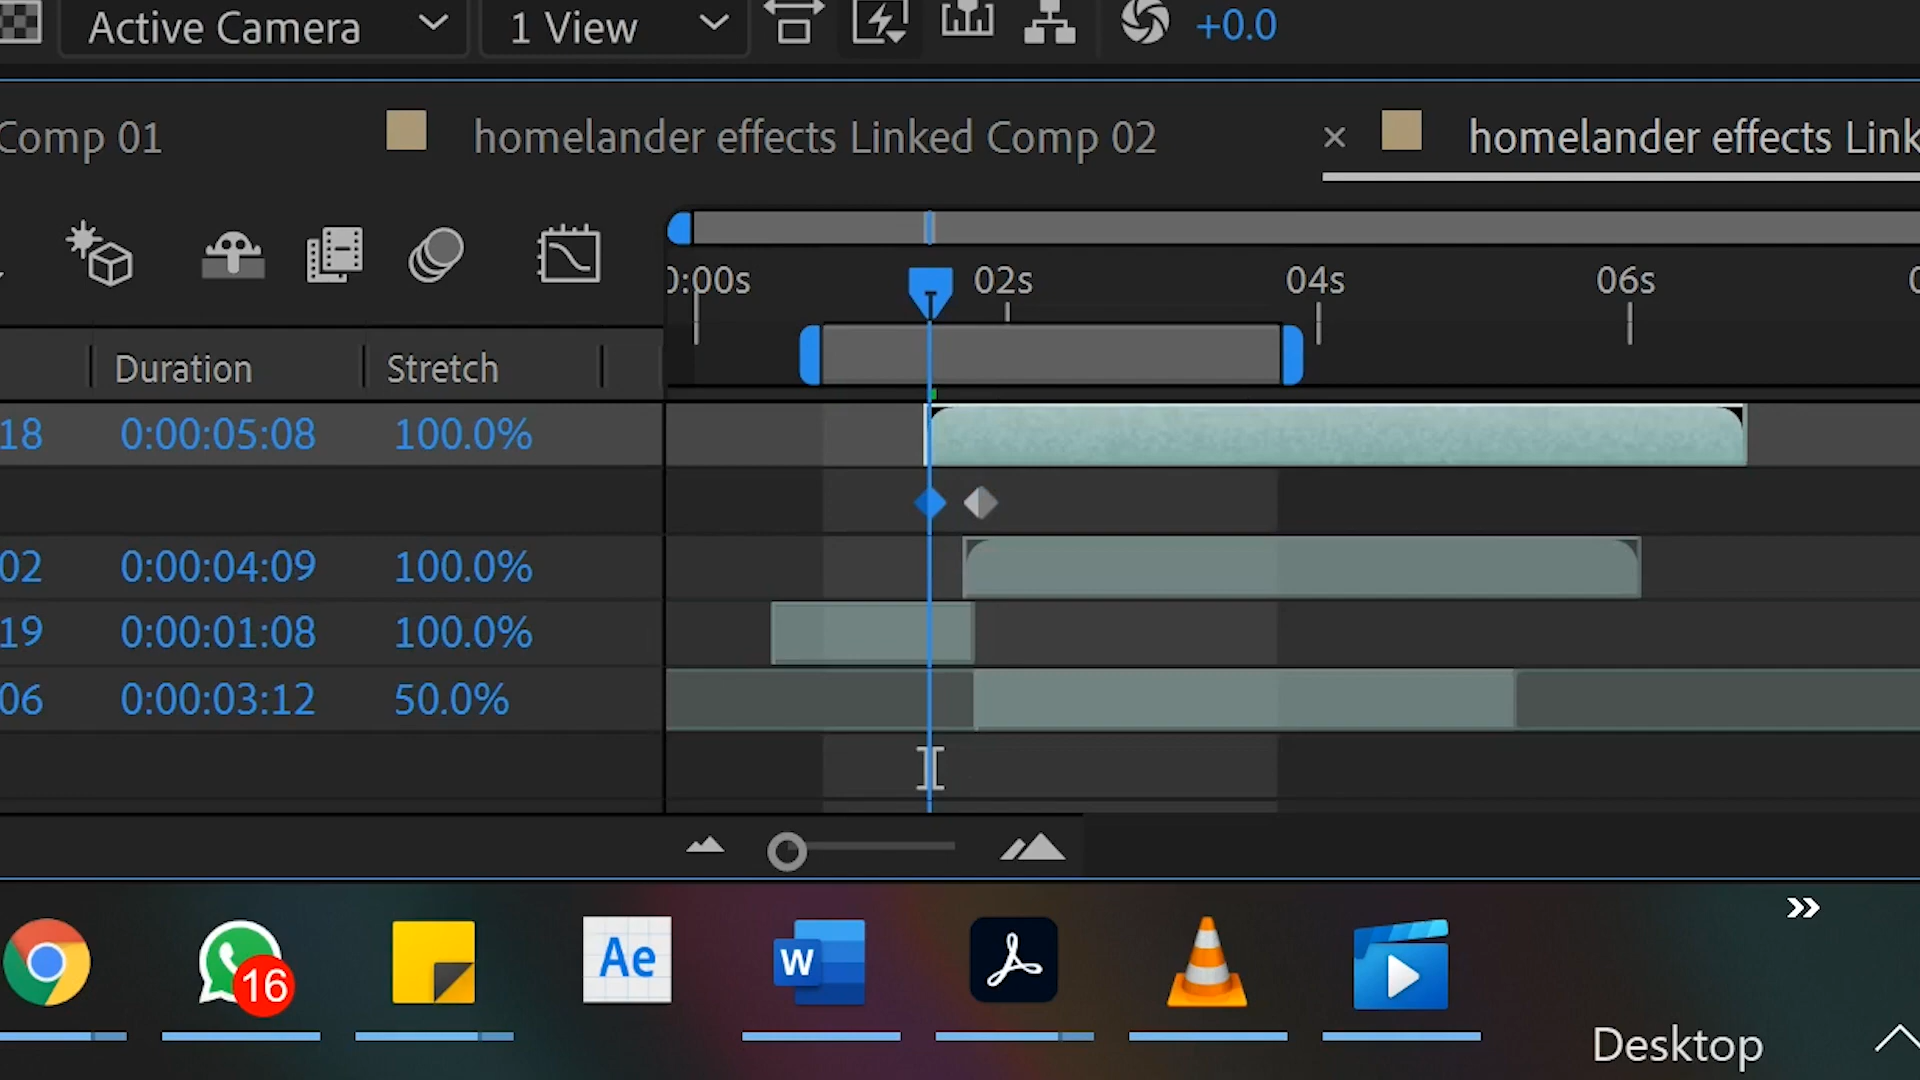 Active Camera
1 View
+0.0
Comp 01
homelander effects Linked Comp 02
homelander effects Link
0:00s
02s
04s
06s
Duration
Stretch
18
0:00:05:08
100.0%
02
0:00:04:09
100.0%
19
0:00:01:08
100.0%
06
0:00:03:12
50.0%
16
Ae
W
Desktop